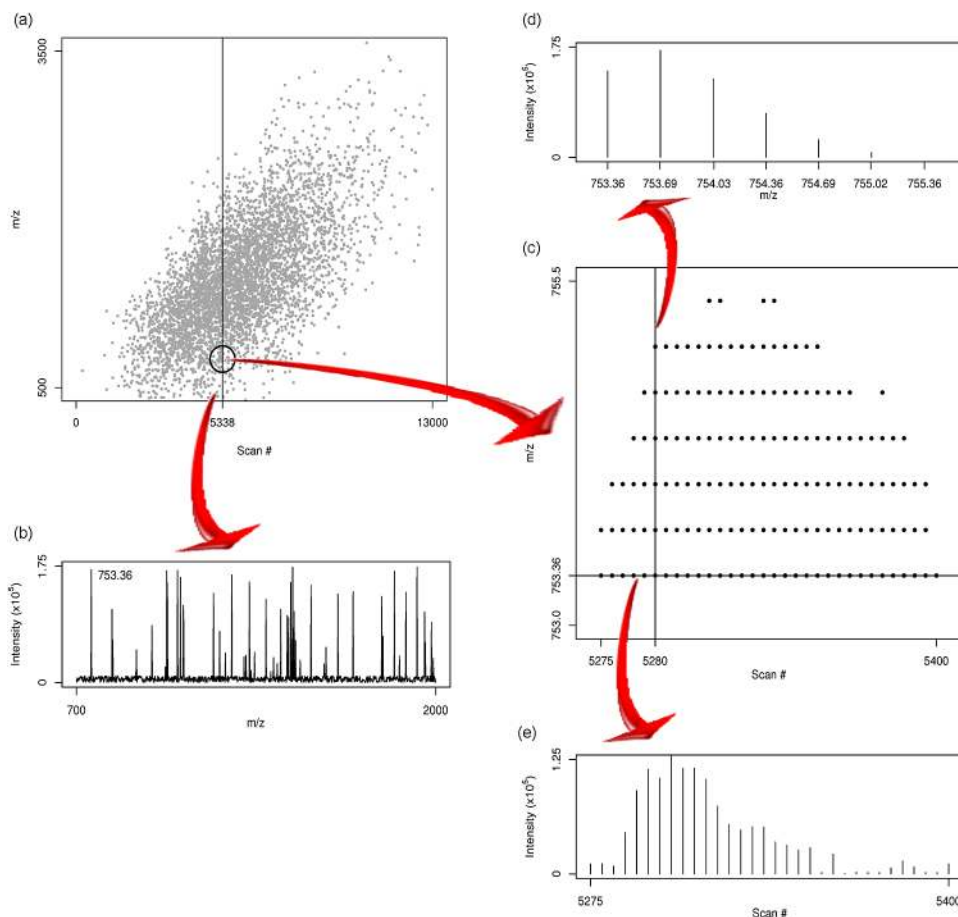 (a)
3500
m/z
500
0
5338
13000
Scan #
(b)
1.75
Intensity (x10⁵)
0
753.36
700
2000
m/z
(d)
1.75
Intensity (x10⁵)
0
753.36
753.69
754.03
754.36
754.69
755.02
755.36
m/z
(c)
755.5
m/z
753.36
753.0
5275
5280
5400
Scan #
(e)
1.25
Intensity (x10⁵)
0
5275
5400
Scan #